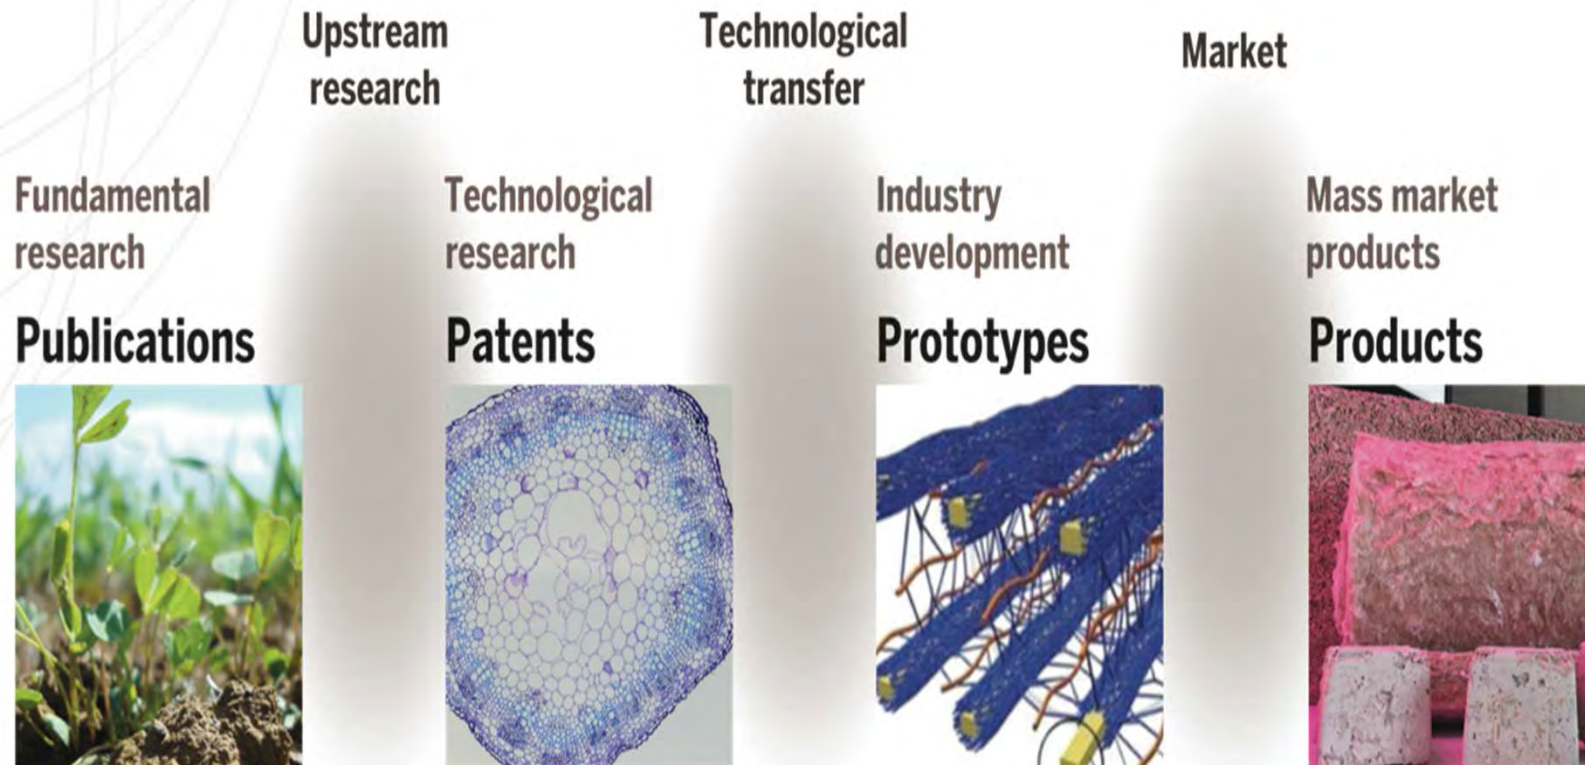 Upstream
research
Technological
transfer
Market
Fundamental
research
Technological
research
Industry
development
Mass market
products
Publications
Patents
Prototypes
Products